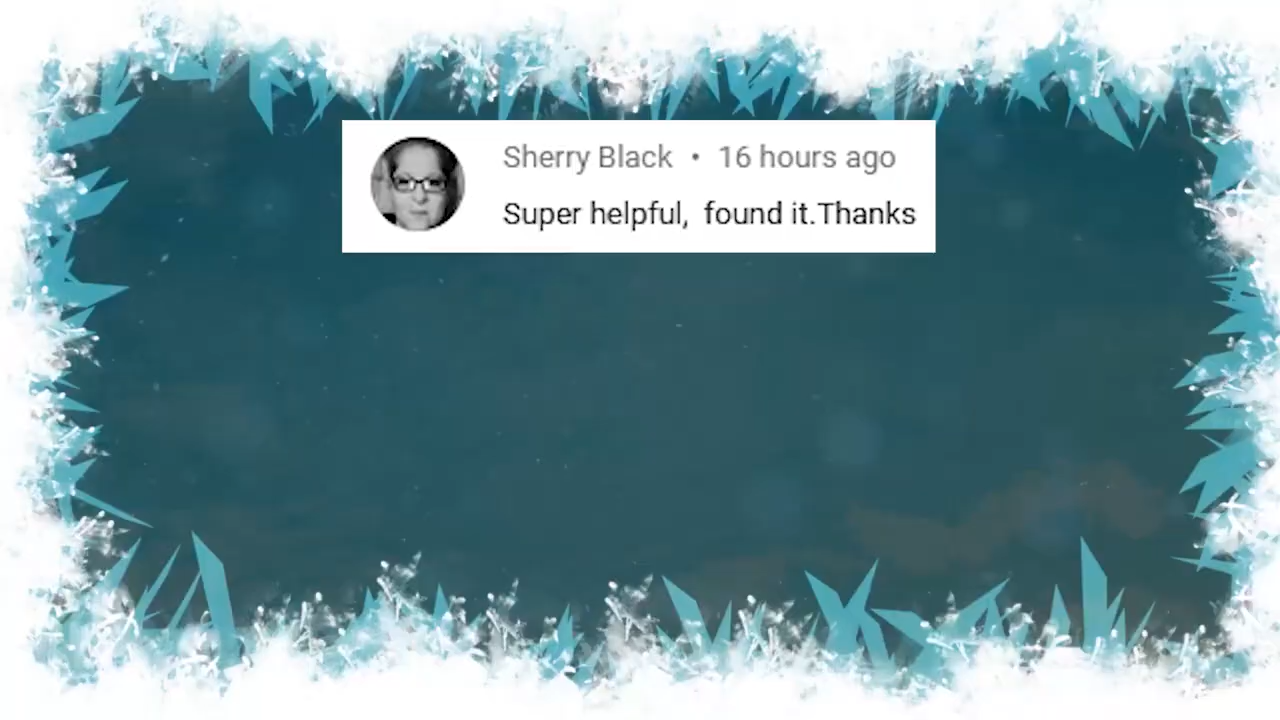 Sherry Black • 16 hours ago
Super helpful,  found it.Thanks